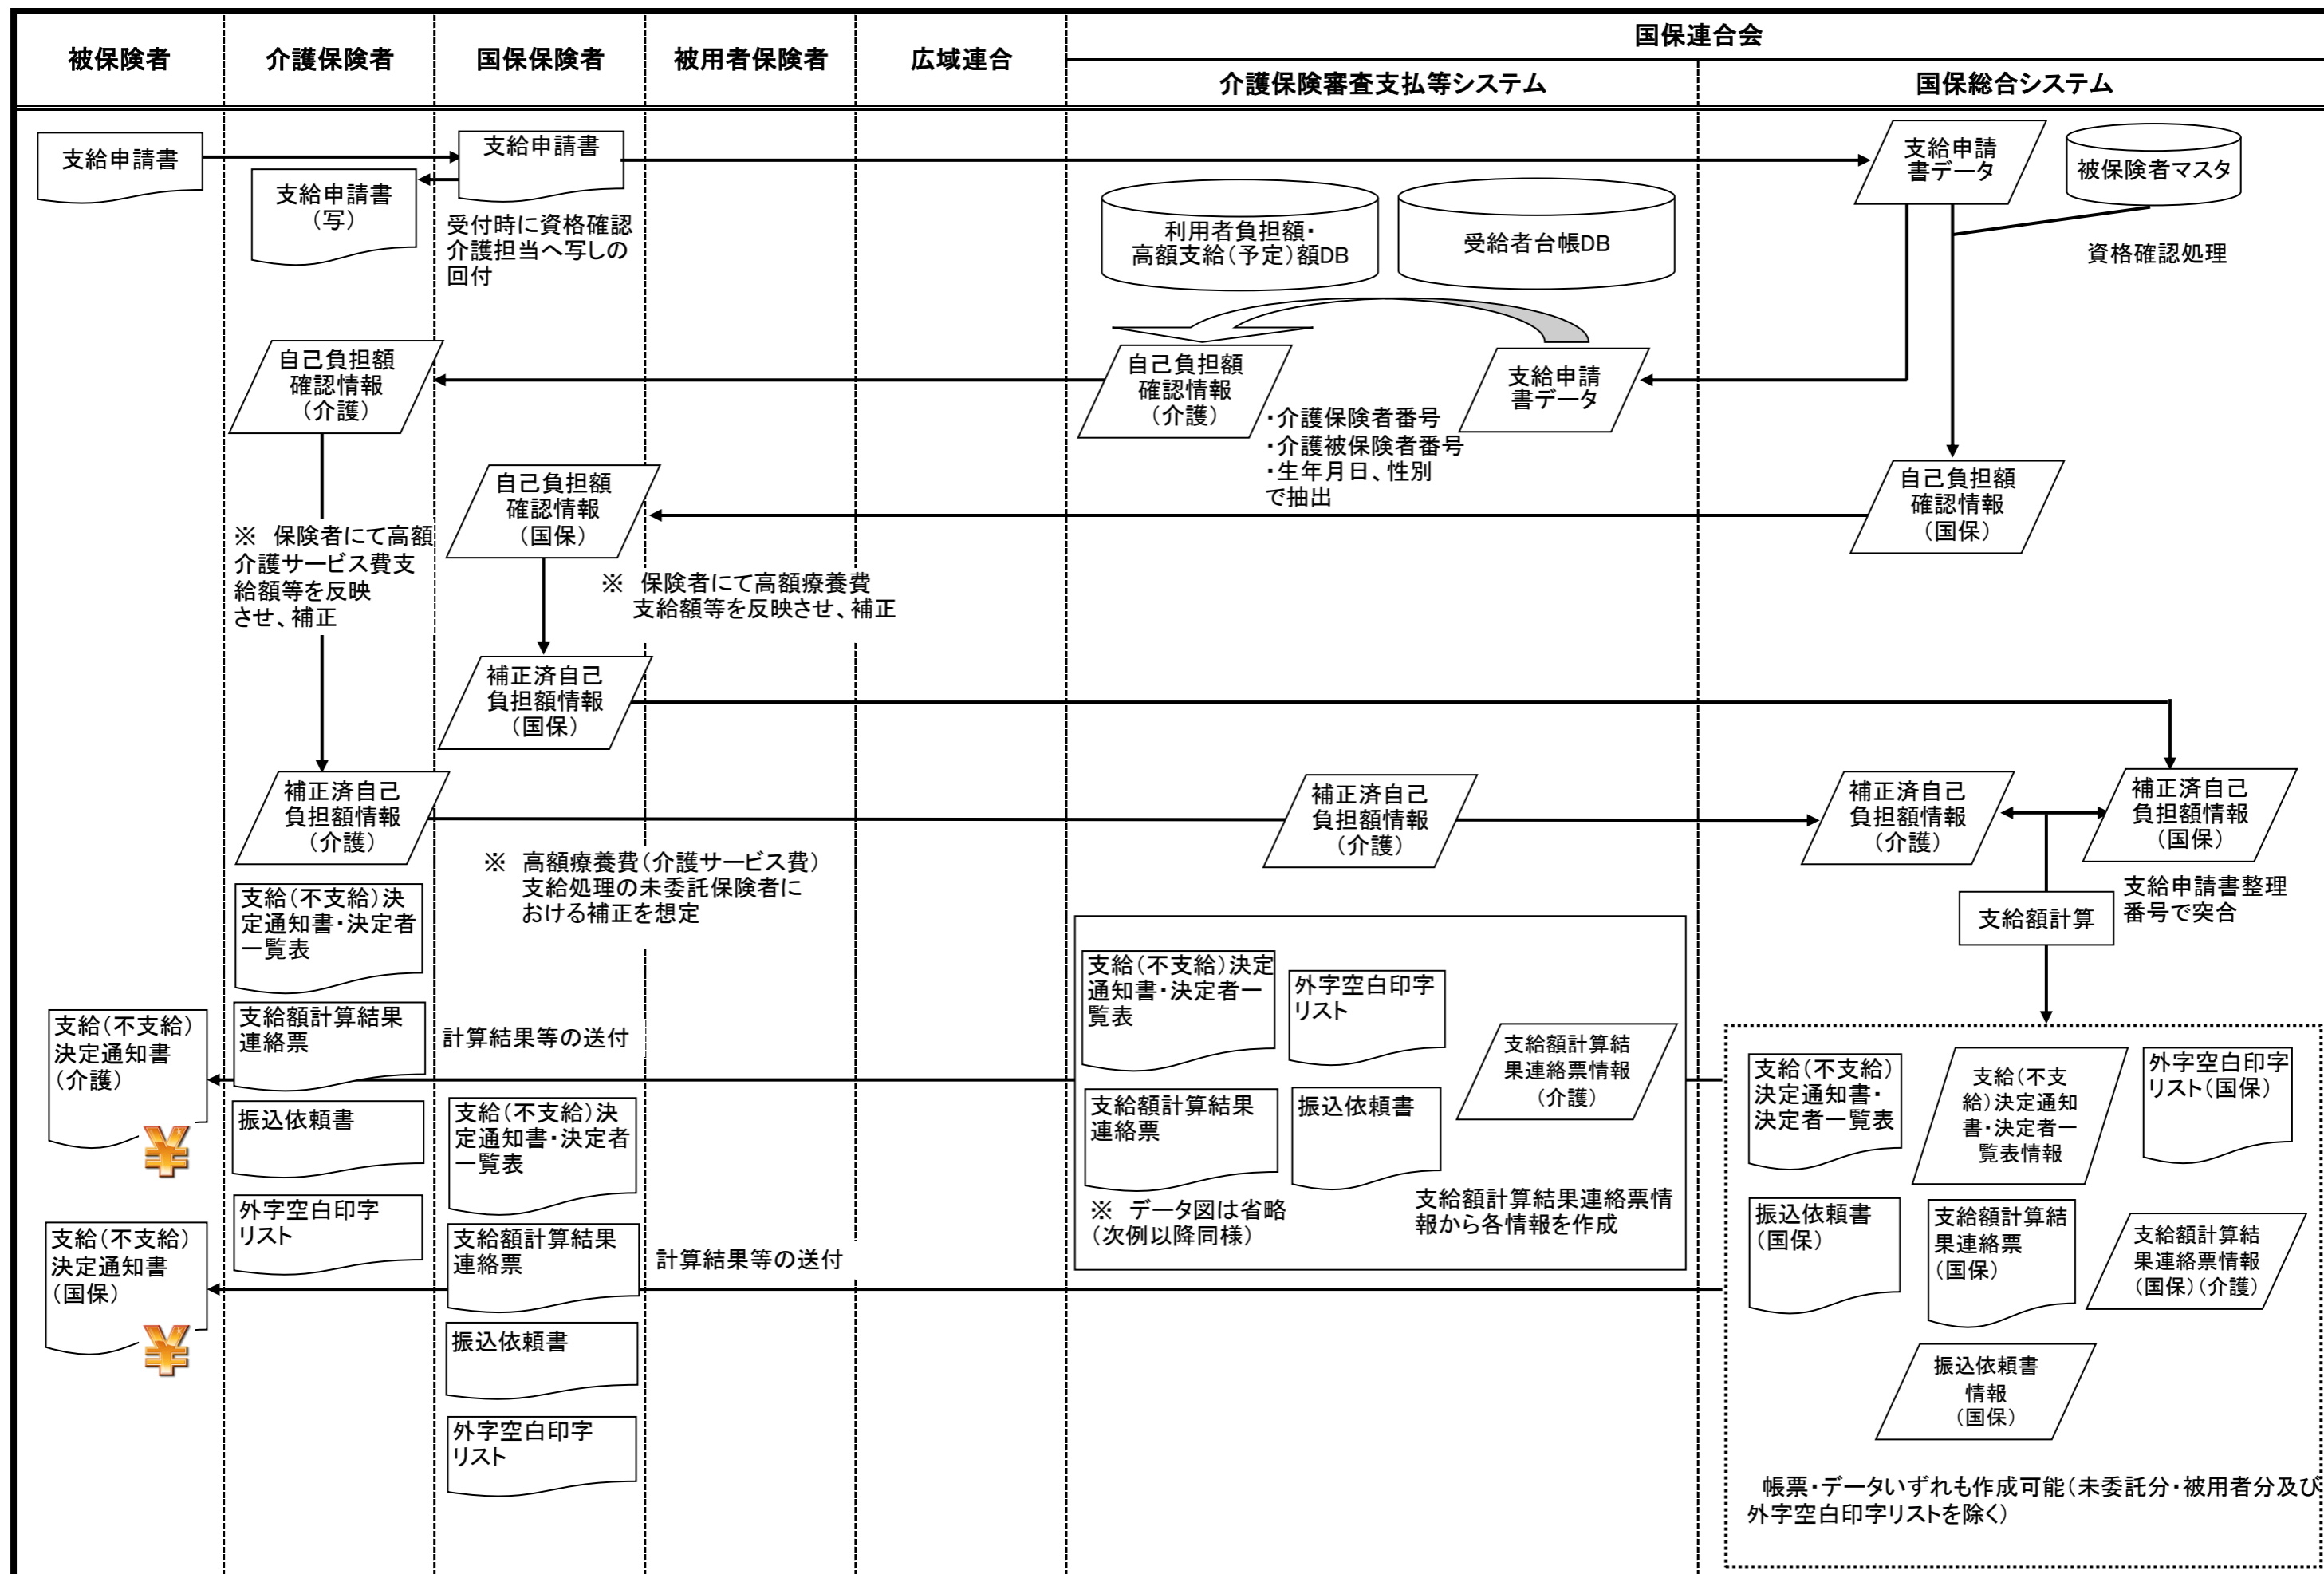 被保険者
介護保険者
国保保険者
被用者保険者
広域連合
国保連合会
介護保険審査支払等システム
国保総合システム
支給申請書
支給申請書
（写）
支給申請書
受付時に資格確認
介護担当へ写しの
回付
利用者負担額・
高額支給（予定）額DB
受給者台帳DB
支給申請
書データ
被保険者マスタ
資格確認処理
自己負担額
確認情報
（介護）
自己負担額
確認情報
（介護）
支給申請
書データ
・介護保険者番号
・介護被保険者番号
・生年月日、性別
で抽出
自己負担額
確認情報
（国保）
自己負担額
確認情報
（国保）
※　保険者にて高額
介護サービス費支
給額等を反映
させ、補正
※　保険者にて高額療養費
支給額等を反映させ、補正
補正済自己
負担額情報
（国保）
補正済自己
負担額情報
（介護）
補正済自己
負担額情報
（介護）
補正済自己
負担額情報
（介護）
補正済自己
負担額情報
（国保）
※　高額療養費（介護サービス費）
支給処理の未委託保険者に
おける補正を想定
支給申請書整理
番号で突合
支給額計算
支給（不支給）決
定通知書・決定者
一覧表
支給額計算結果
連絡票
振込依頼書
外字空白印字
リスト
支給（不支給）
決定通知書
（介護）
¥
支給（不支給）
決定通知書
（国保）
¥
計算結果等の送付
支給（不支給）決
定通知書・決定者
一覧表
支給額計算結果
連絡票
振込依頼書
外字空白印字
リスト
計算結果等の送付
支給（不支給）決定
通知書・決定者一
覧表
外字空白印字
リスト
支給額計算結
果連絡票情報
（介護）
支給額計算結果
連絡票
振込依頼書
※　データ図は省略
（次例以降同様）
支給額計算結果連絡票情
報から各情報を作成
支給（不支給）
決定通知書・
決定者一覧表
支給（不支
給）決定通知
書・決定者一
覧表情報
外字空白印字
リスト（国保）
振込依頼書
（国保）
支給額計算結
果連絡票
（国保）
支給額計算結
果連絡票情報
（国保）（介護）
振込依頼書
情報
（国保）
帳票・データいずれも作成可能（未委託分・被用者分及び
外字空白印字リストを除く）